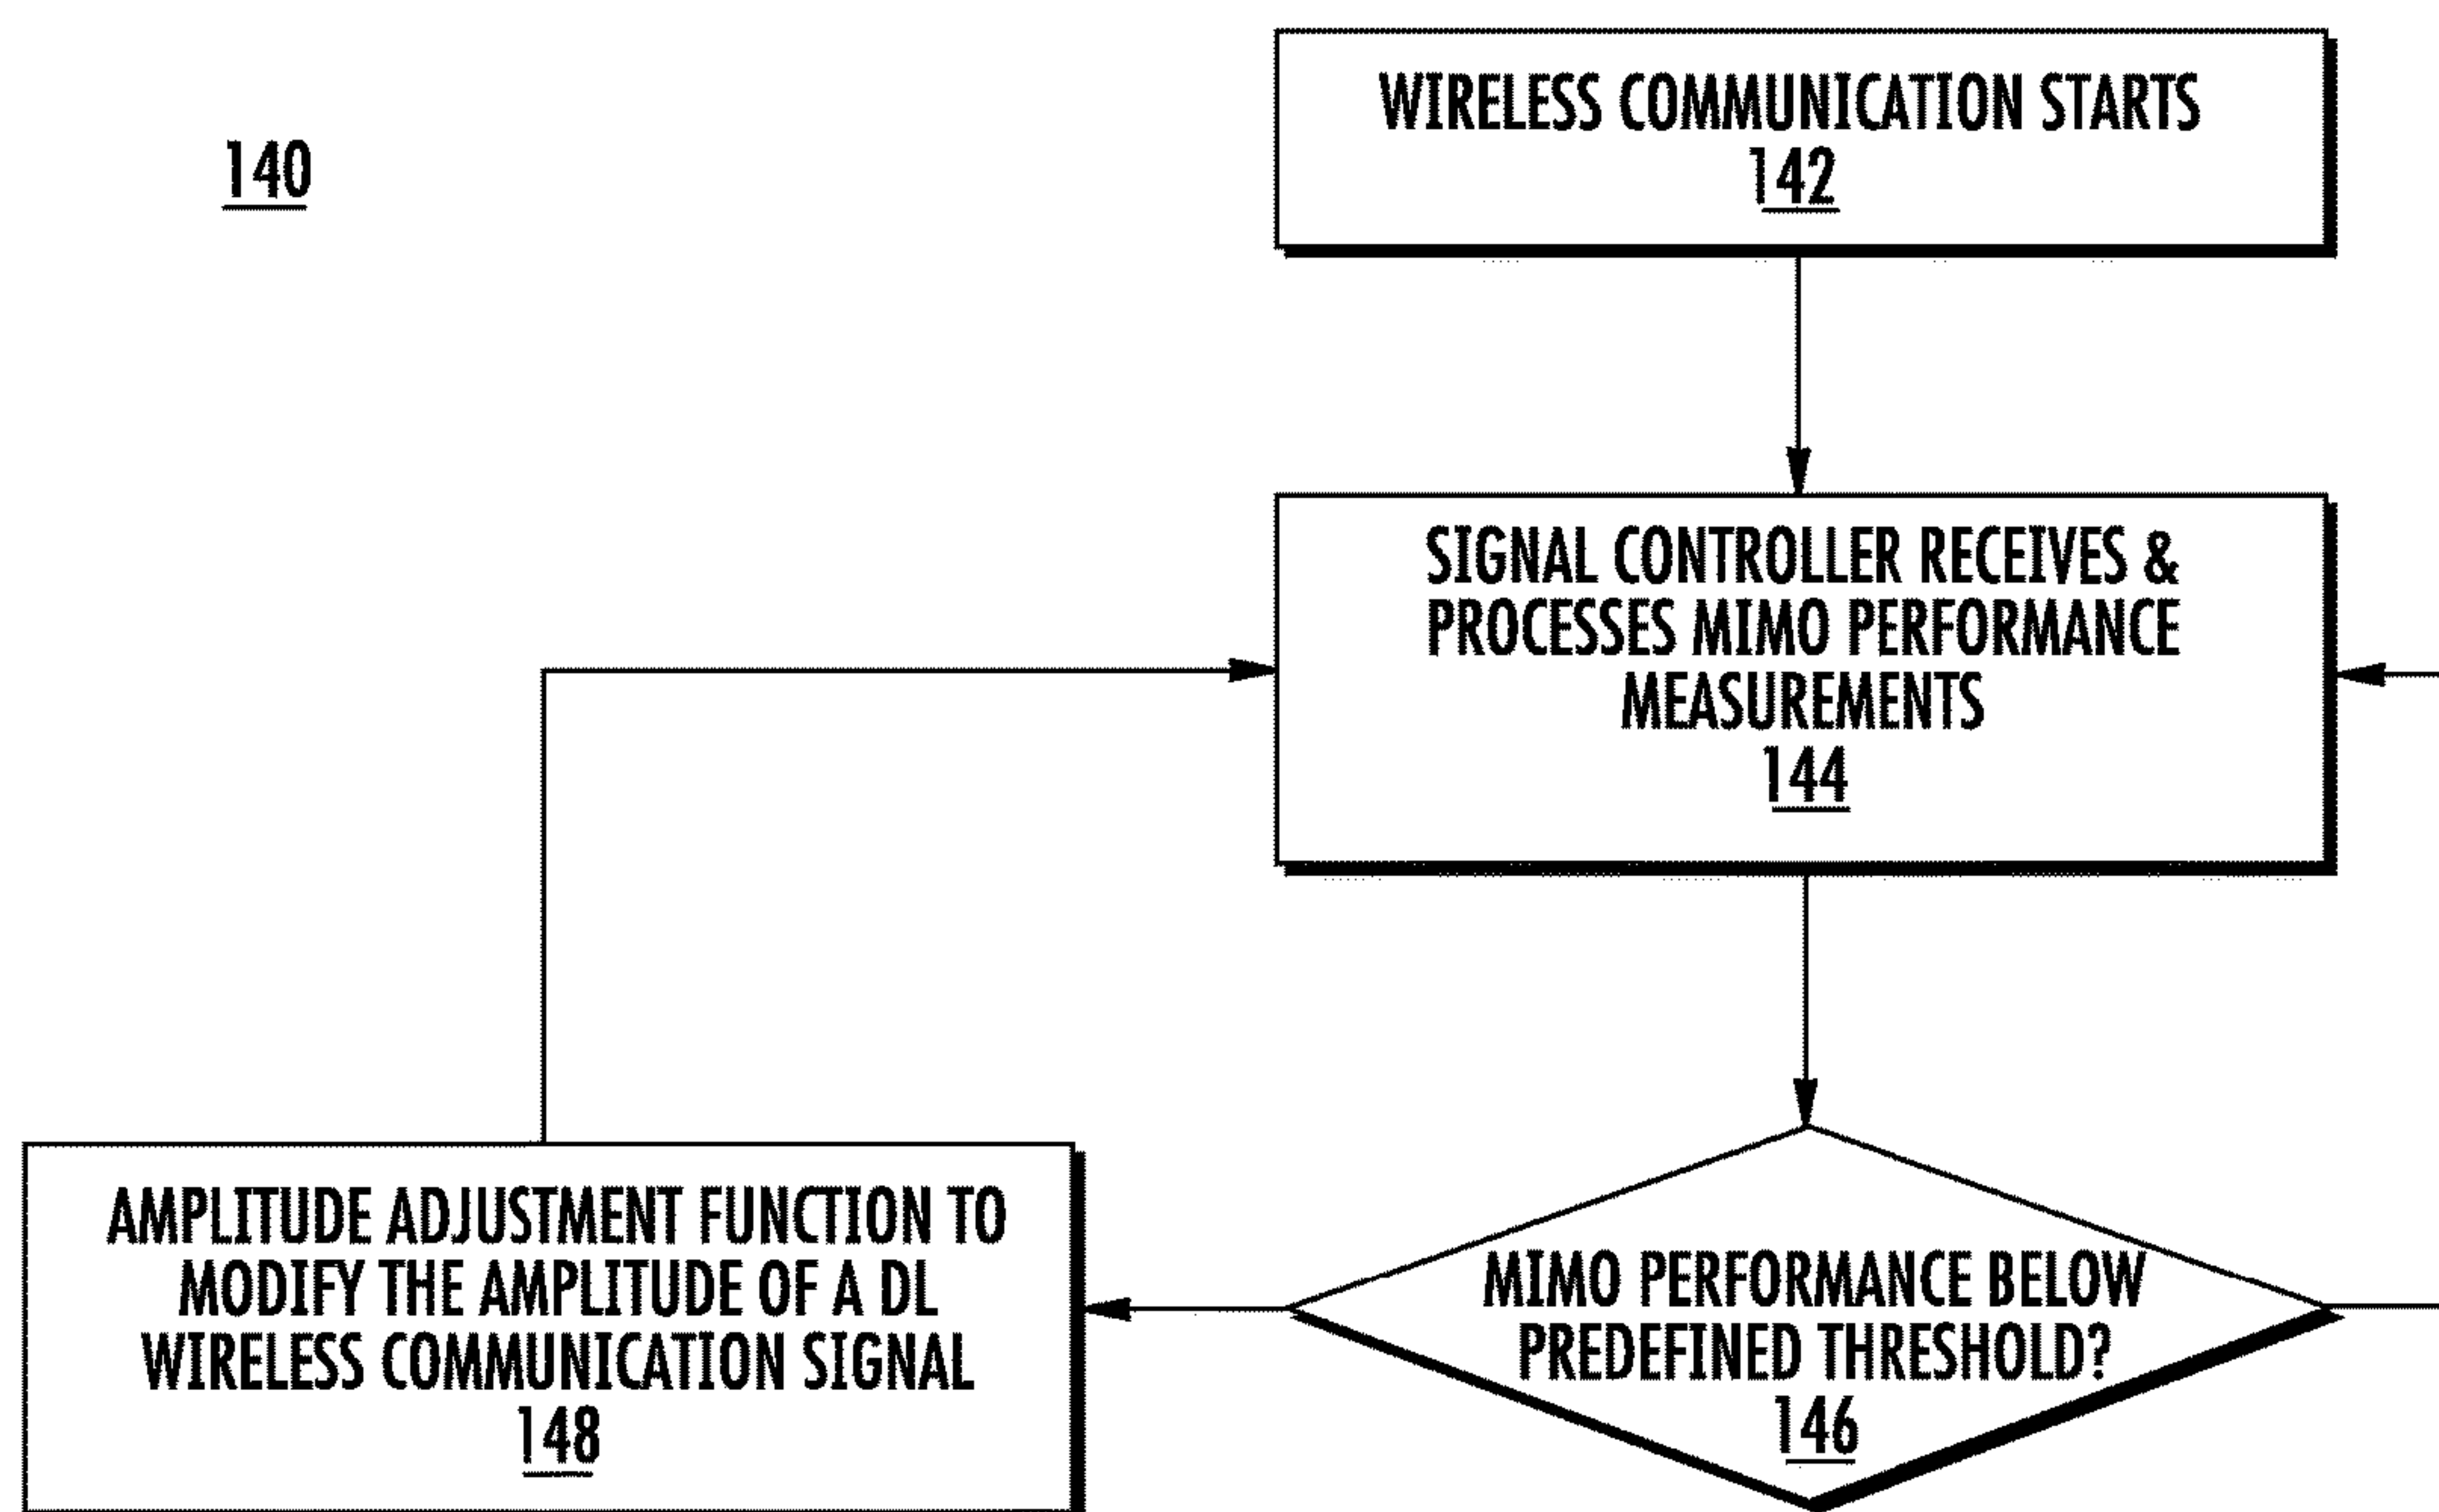 140
WIRELESS COMMUNICATION STARTS
142
SIGNAL CONTROLLER RECEIVES &
PROCESSES MIMO PERFORMANCE
MEASUREMENTS
144
AMPLITUDE ADJUSTMENT FUNCTION TO
MODIFY THE AMPLITUDE OF A DL
WIRELESS COMMUNICATION SIGNAL
148
MIMO PERFORMANCE BELOW
PREDEFINED THRESHOLD?
146